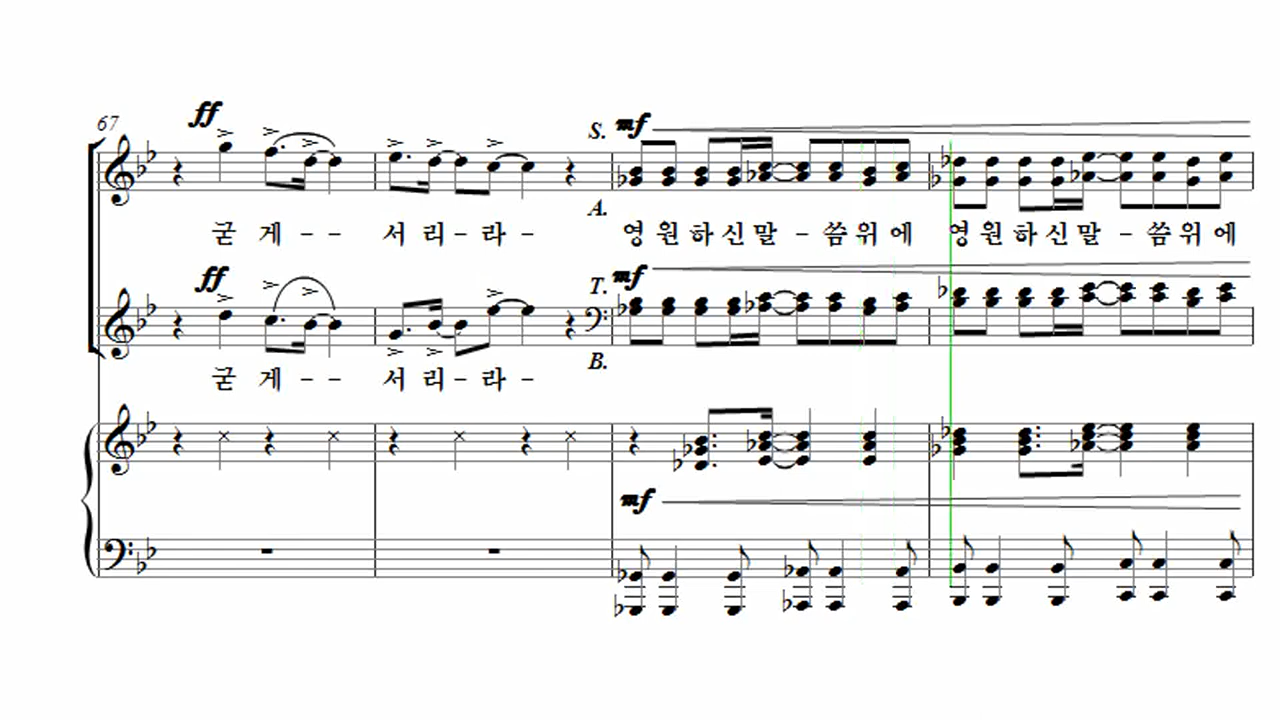 ff
67
S. mf
A.
굳 게 - - 서 리 - 라 - 영 원 하 신 말 - 씀 위 에 영 원 하 신 말 - 씀 위 에
ff
T. mf
B.
굳 게 - - 서 리 - 라 -
mf